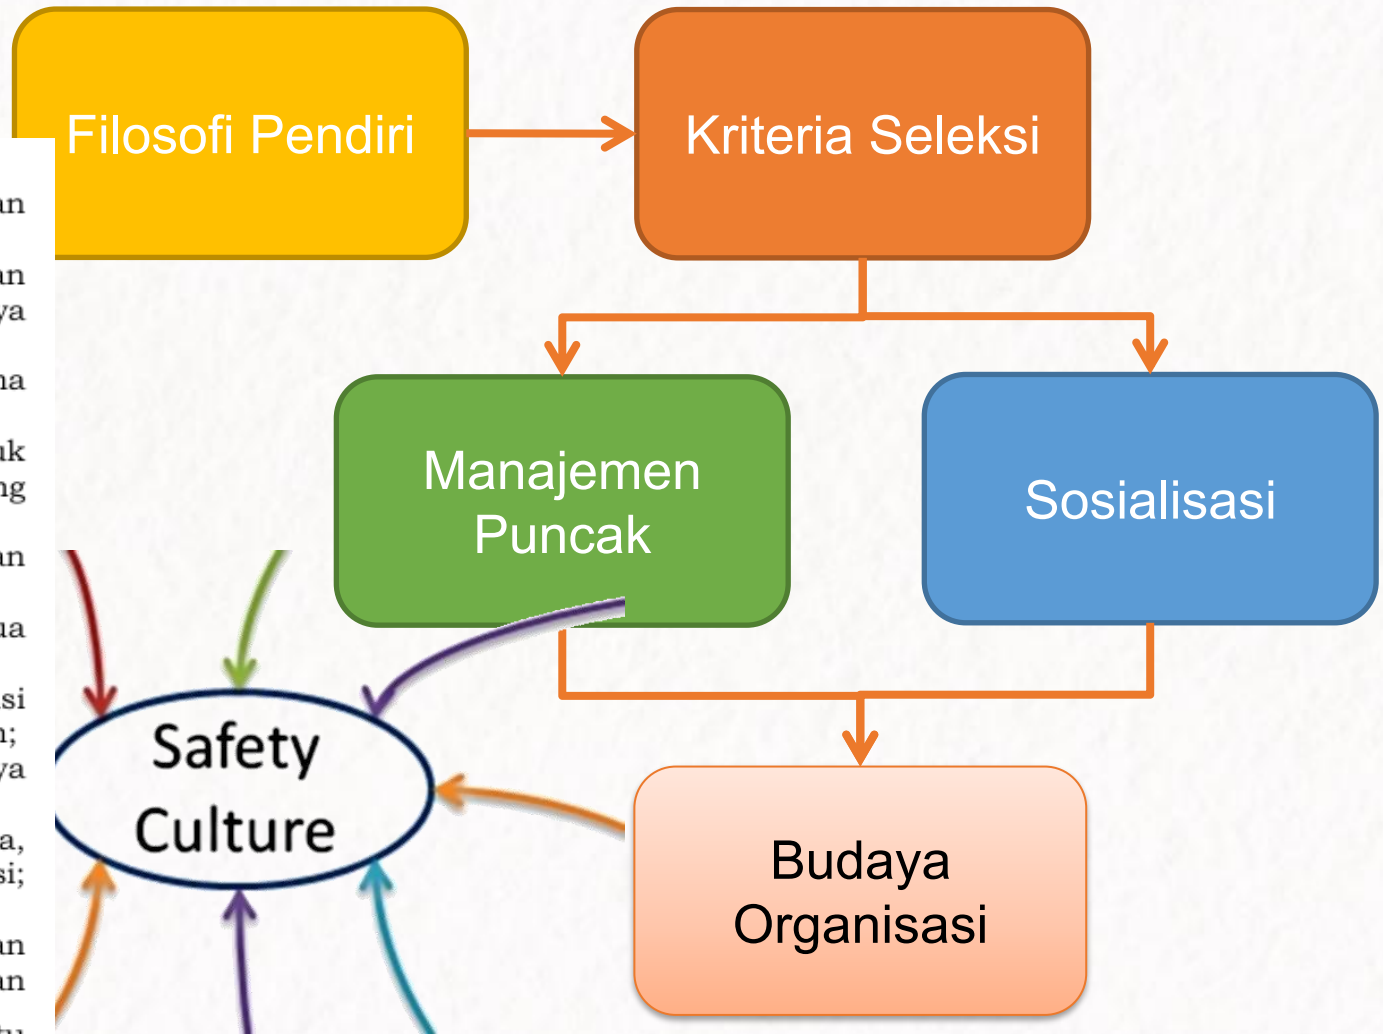 Filosofi Pendiri
Kriteria Seleksi
Manajemen
Puncak
Sosialisasi
Safety
Culture
Budaya
Organisasi